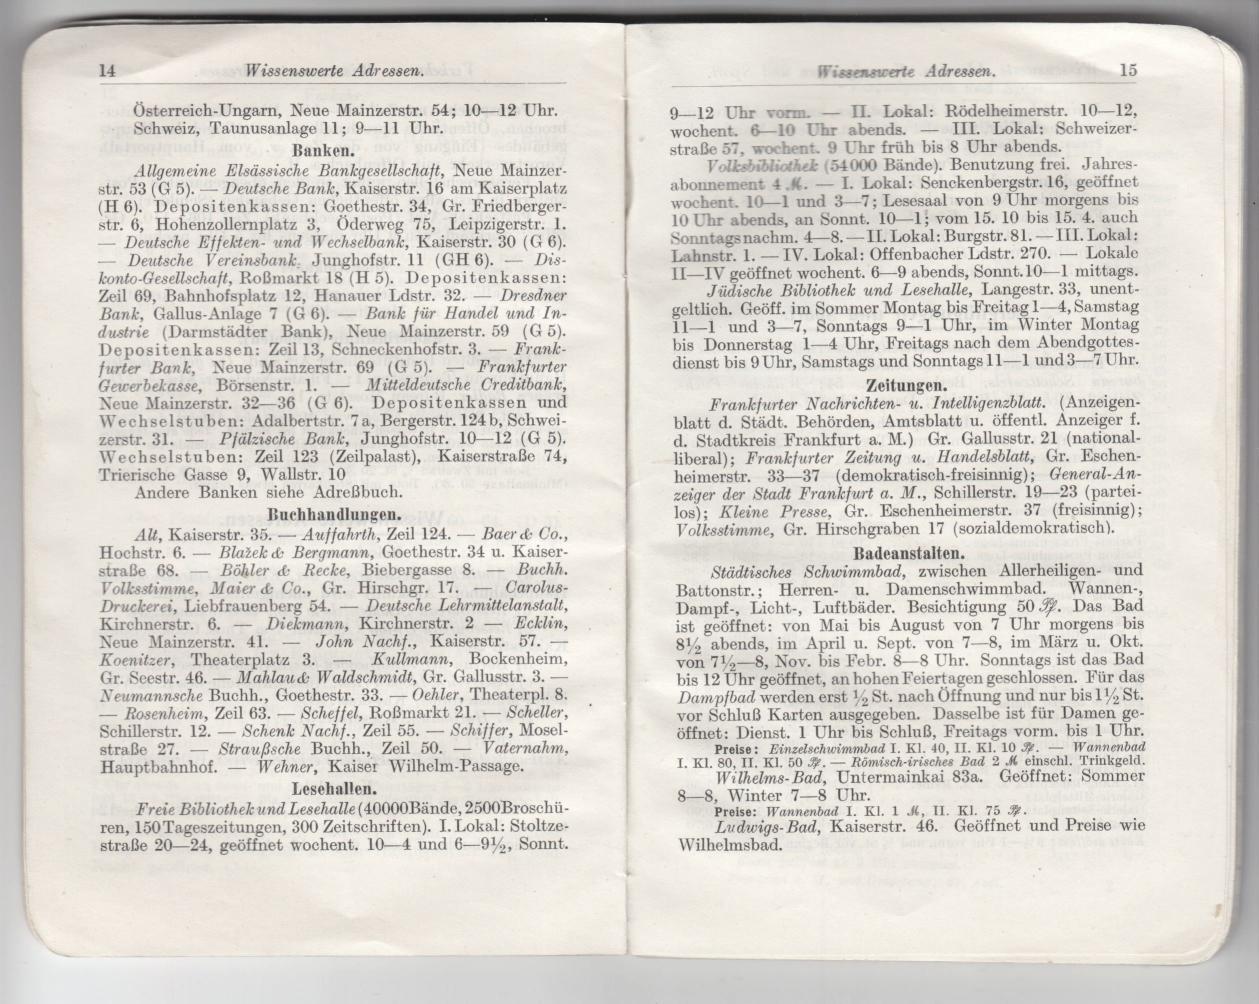 14 Wissenswerte Adressen.
Österreich-Ungarn, Neue Mainzerstr. 54; 10—12 Uhr.
Schweiz, Taunusanlage 11; 9—11 Uhr.
Banken.
Allgemeine Elsässische Bankgesellschaft, Neue Mainzer-
str. 53 (G 5). — Deutsche Bank, Kaiserstr. 16 am Kaiserplatz
(H 6). Depositenkassen: Goethestr. 34, Gr. Friedberger-
str. 6, Hohenzollernplatz 3, Öderweg 75, Leipzigerstr. 1.
— Deutsche Effekten- und Wechselbank, Kaiserstr. 30 (G 6).
— Deutsche Vereinsbank, Junghofstr. 11 (GH 6). — Dis-
konto-Gesellschaft, Roßmarkt 18 (H 5). Depositenkassen:
Zeil 69, Bahnhofsplatz 12, Hanauer Ldstr. 32. — Dresdner
Bank, Gallus-Anlage 7 (G 6). — Bank für Handel und In-
dustrie (Darmstädter Bank), Neue Mainzerstr. 59 (G 5).
Depositenkassen: Zeil 13, Schneckenhofstr. 3. — Frank-
furter Bank, Neue Mainzerstr. 69 (G 5). — Frankfurter
Gewerbekasse, Börsenstr. 1. — Mitteldeutsche Creditbank,
Neue Mainzerstr. 32—36 (G 6). Depositenkassen und
Wechselstuben: Adalbertstr. 7a, Bergerstr. 124b, Schwei-
zerstr. 31. — Pfälzische Bank, Junghofstr. 10—12 (G 5).
Wechselstuben: Zeil 123 (Zeilpalast), Kaiserstraße 74,
Trierische Gasse 9, Wallstr. 10
Andere Banken siehe Adreßbuch.
Buchhandlungen.
Alt, Kaiserstr. 35. — Auffahrth, Zeil 124. — Baer & Co.,
Hochstr. 6. — Blažek & Bergmann, Goethestr. 34 u. Kaiser-
straße 68. — Böhler & Recke, Biebergasse 8. — Buchh.
Volksstimme, Maier & Co., Gr. Hirschgr. 17. — Carolus-
Druckerei, Liebfrauenberg 54. — Deutsche Lehrmittelanstalt,
Kirchnerstr. 6. — Diekmann, Kirchnerstr. 2 — Ecklin,
Neue Mainzerstr. 41. — John Nachf., Kaiserstr. 57. —
Koenitzer, Theaterplatz 3. — Kullmann, Bockenheim,
Gr. Seestr. 46. — Mahlau & Waldschmidt, Gr. Gallusstr. 3. —
Neumannsche Buchh., Goethestr. 33. — Oehler, Theaterpl. 8.
— Rosenheim, Zeil 63. — Scheffel, Roßmarkt 21. — Scheller,
Schillerstr. 12. — Schenk Nachf., Zeil 55. — Schiffer, Mosel-
straße 27. — Straußsche Buchh., Zeil 50. — Vaternahm,
Hauptbahnhof. — Wehner, Kaiser Wilhelm-Passage.
Lesehallen.
Freie Bibliothek und Lesehalle (40000 Bände, 2500 Broschü-
ren, 150 Tageszeitungen, 300 Zeitschriften). I. Lokal: Stoltze-
straße 20—24, geöffnet wochent. 10—4 und 6—9½, Sonnt.
Wissenswerte Adressen. 15
9—12 Uhr vorm. — II. Lokal: Rödelheimerstr. 10—12,
wochent. 6—10 Uhr abends. — III. Lokal: Schweizer-
straße 57, wochent. 9 Uhr früh bis 8 Uhr abends.
Volksbibliothek (54000 Bände). Benutzung frei. Jahres-
abonnement 4 ℳ. — I. Lokal: Senckenbergstr. 16, geöffnet
wochent. 10—1 und 3—7; Lesesaal von 9 Uhr morgens bis
10 Uhr abends, an Sonnt. 10—1; vom 15. 10 bis 15. 4. auch
Sonntags nachm. 4—8. — II. Lokal: Burgstr. 81. — III. Lokal:
Lahnstr. 1. — IV. Lokal: Offenbacher Ldstr. 270. — Lokale
II—IV geöffnet wochent. 6—9 abends, Sonnt. 10—1 mittags.
Jüdische Bibliothek und Lesehalle, Langestr. 33, unent-
geltlich. Geöff. im Sommer Montag bis Freitag 1—4, Samstag
11—1 und 3—7, Sonntags 9—1 Uhr, im Winter Montag
bis Donnerstag 1—4 Uhr, Freitags nach dem Abendgottes-
dienst bis 9 Uhr, Samstags und Sonntags 11—1 und 3—7 Uhr.
Zeitungen.
Frankfurter Nachrichten- u. Intelligenzblatt. (Anzeigen-
blatt d. Städt. Behörden, Amtsblatt u. öffentl. Anzeiger f.
d. Stadtkreis Frankfurt a. M.) Gr. Gallusstr. 21 (national-
liberal); Frankfurter Zeitung u. Handelsblatt, Gr. Eschen-
heimerstr. 33—37 (demokratisch-freisinnig); General-An-
zeiger der Stadt Frankfurt a. M., Schillerstr. 19—23 (partei-
los); Kleine Presse, Gr. Eschenheimerstr. 37 (freisinnig);
Volksstimme, Gr. Hirschgraben 17 (sozialdemokratisch).
Badeanstalten.
Städtisches Schwimmbad, zwischen Allerheiligen- und
Battonstr.; Herren- u. Damenschwimmbad. Wannen-,
Dampf-, Licht-, Luftbäder. Besichtigung 50 ₰. Das Bad
ist geöffnet: von Mai bis August von 7 Uhr morgens bis
8½ abends, im April u. Sept. von 7—8, im März u. Okt.
von 7½—8, Nov. bis Febr. 8—8 Uhr. Sonntags ist das Bad
bis 12 Uhr geöffnet, an hohen Feiertagen geschlossen. Für das
Dampfbad werden erst ½ St. nach Öffnung und nur bis 1½ St.
vor Schluß Karten ausgegeben. Dasselbe ist für Damen ge-
öffnet: Dienst. 1 Uhr bis Schluß, Freitags vorm. bis 1 Uhr.
Preise: Einzelschwimmbad I. Kl. 40, II. Kl. 10 ₰. — Wannenbad
I. Kl. 80, II. Kl. 50 ₰. — Römisch-irisches Bad 2 ℳ einschl. Trinkgeld.
Wilhelms-Bad, Untermainkai 83a. Geöffnet: Sommer
8—8, Winter 7—8 Uhr.
Preise: Wannenbad I. Kl. 1 ℳ, II. Kl. 75 ₰.
Ludwigs-Bad, Kaiserstr. 46. Geöffnet und Preise wie
Wilhelmsbad.